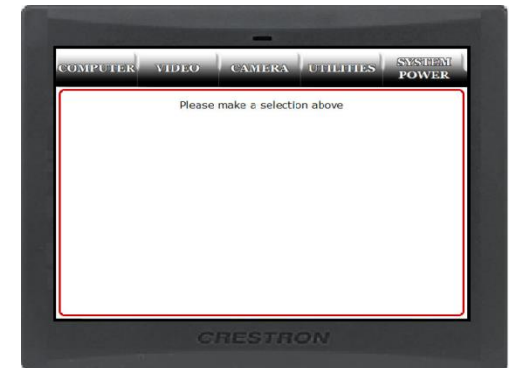 COMPUTER VIDEO CAMERA UTILITIES SYSTEM POWER
Please make a selection above
CRESTRON